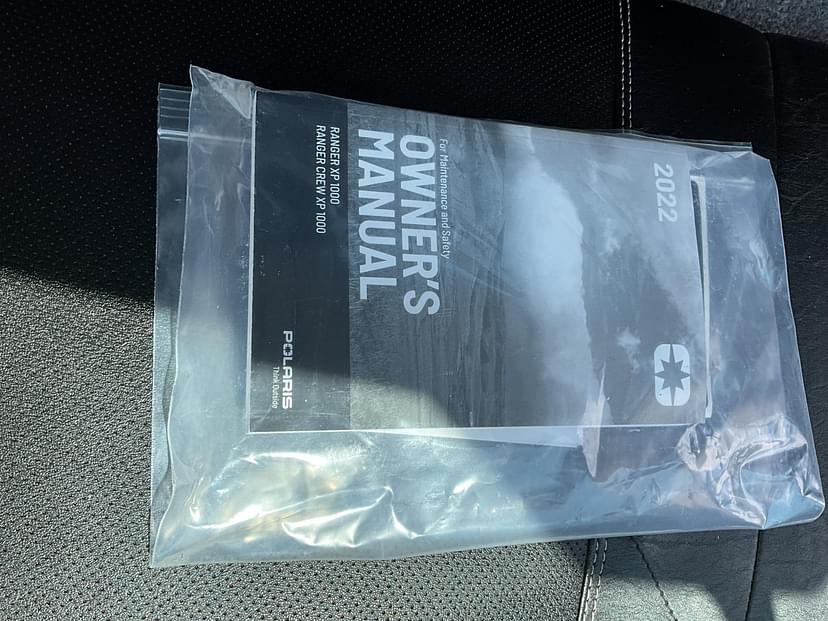 2022
For Maintenance and Safety
OWNER'S
MANUAL
RANGER XP 1000
RANGER CREW XP 1000
POLARIS
Think Outside